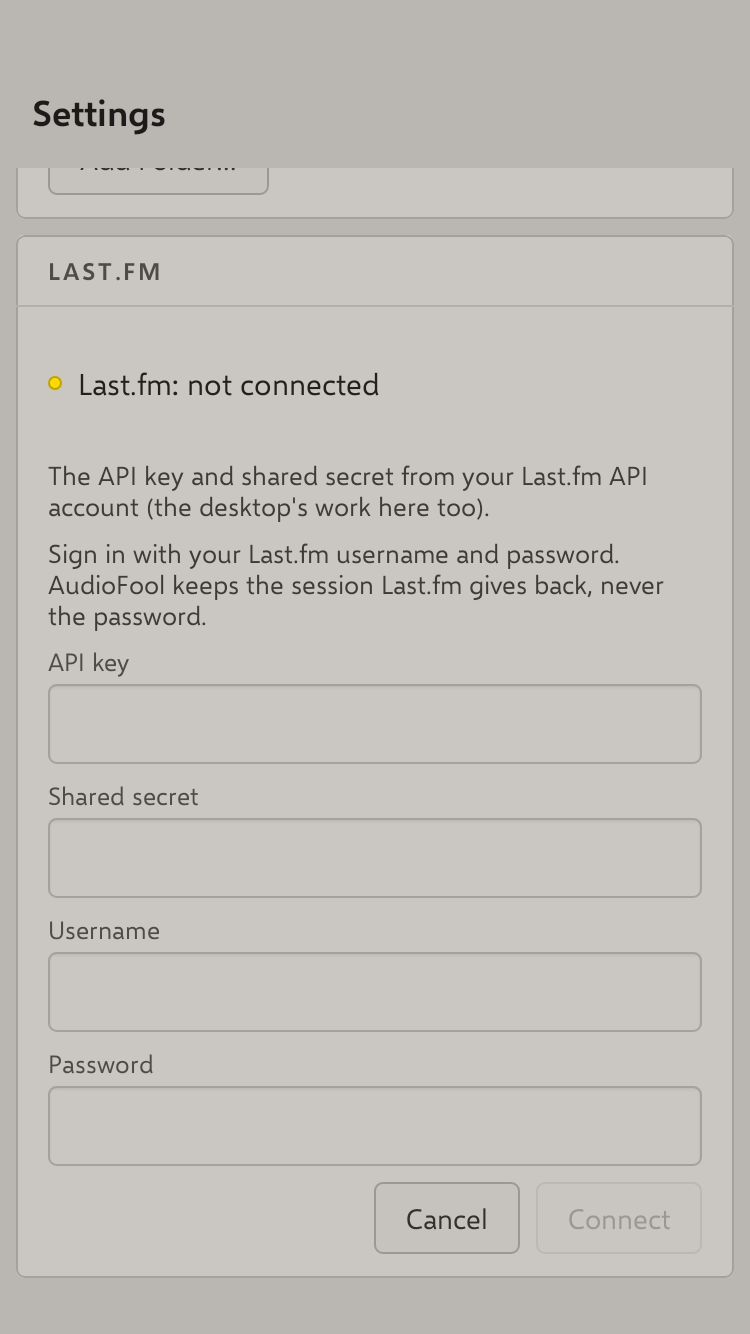 Settings
Add Folder...
LAST.FM
Last.fm: not connected
The API key and shared secret from your Last.fm API
account (the desktop's work here too).
Sign in with your Last.fm username and password.
AudioFool keeps the session Last.fm gives back, never
the password.
API key
Shared secret
Username
Password
Cancel
Connect